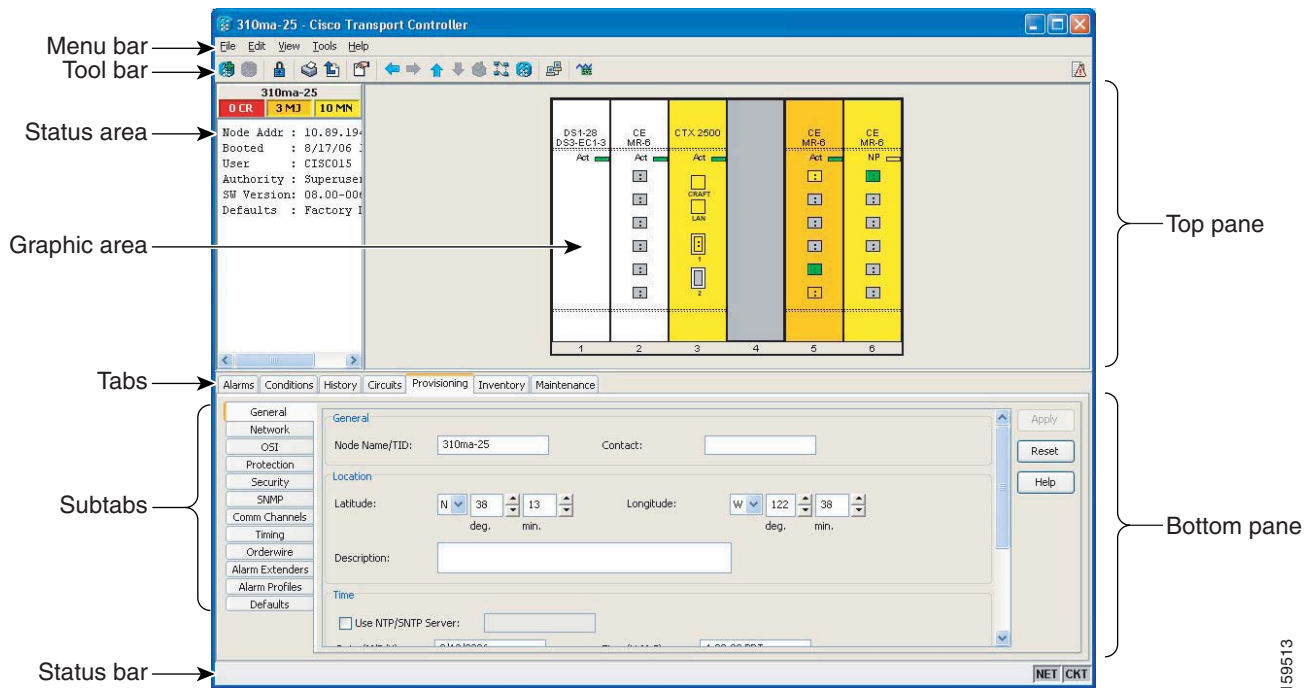 310ma-25 - Cisco Transport Controller
Menu bar
File Edit View Tools Help
Tool bar
310ma-25
0 CR 3 MJ 10 MN
Status area
Node Addr : 10.89.194
Booted : 8/17/06
User : CISCO15
Authority : Superuser
SW Version: 08.00-006
Defaults : Factory
Graphic area
DS1-28 DS3-EC1-3
Act
CE MR-6
Act
CTX 2500
Act
CRAFT
LAN
1
2
CE MR-6
Act
CE MR-6
NP
1 2 3 4 5 6
Top pane
Tabs
Alarms Conditions History Circuits Provisioning Inventory Maintenance
Subtabs
General
Network
OSI
Protection
Security
SNMP
Comm Channels
Timing
Orderwire
Alarm Extenders
Alarm Profiles
Defaults
General
Node Name/TID: 310ma-25 Contact:
Location
Latitude: N 38 13 Longitude: W 122 38
deg. min. deg. min.
Description:
Time
Use NTP/SNTP Server:
Apply
Reset
Help
Bottom pane
Status bar
NET CKT
159513